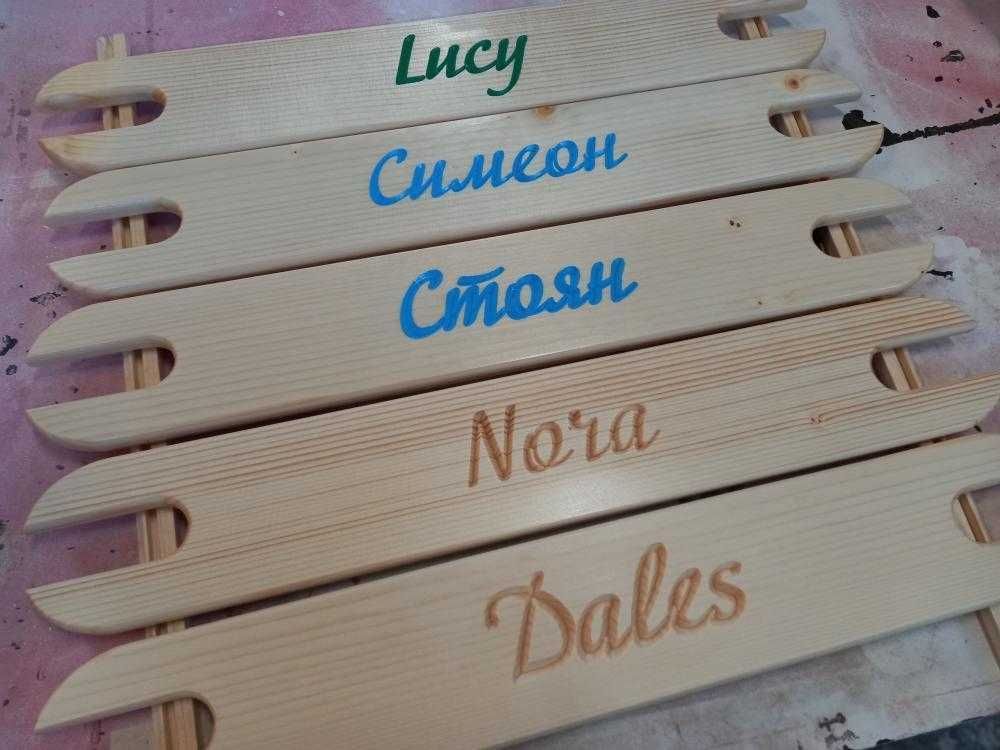 Lucy
Симеон
Стоян
Nora
Dales